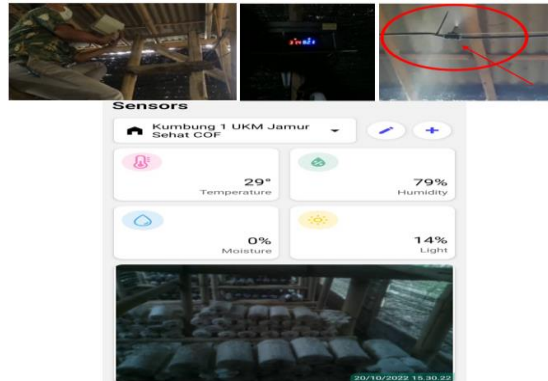 Sensors
Kumbung 1 UKM Jamur
Sehat COF
29°
Temperature
79%
Humidity
0%
Moisture
14%
Light
20/10/2022 15.30.22